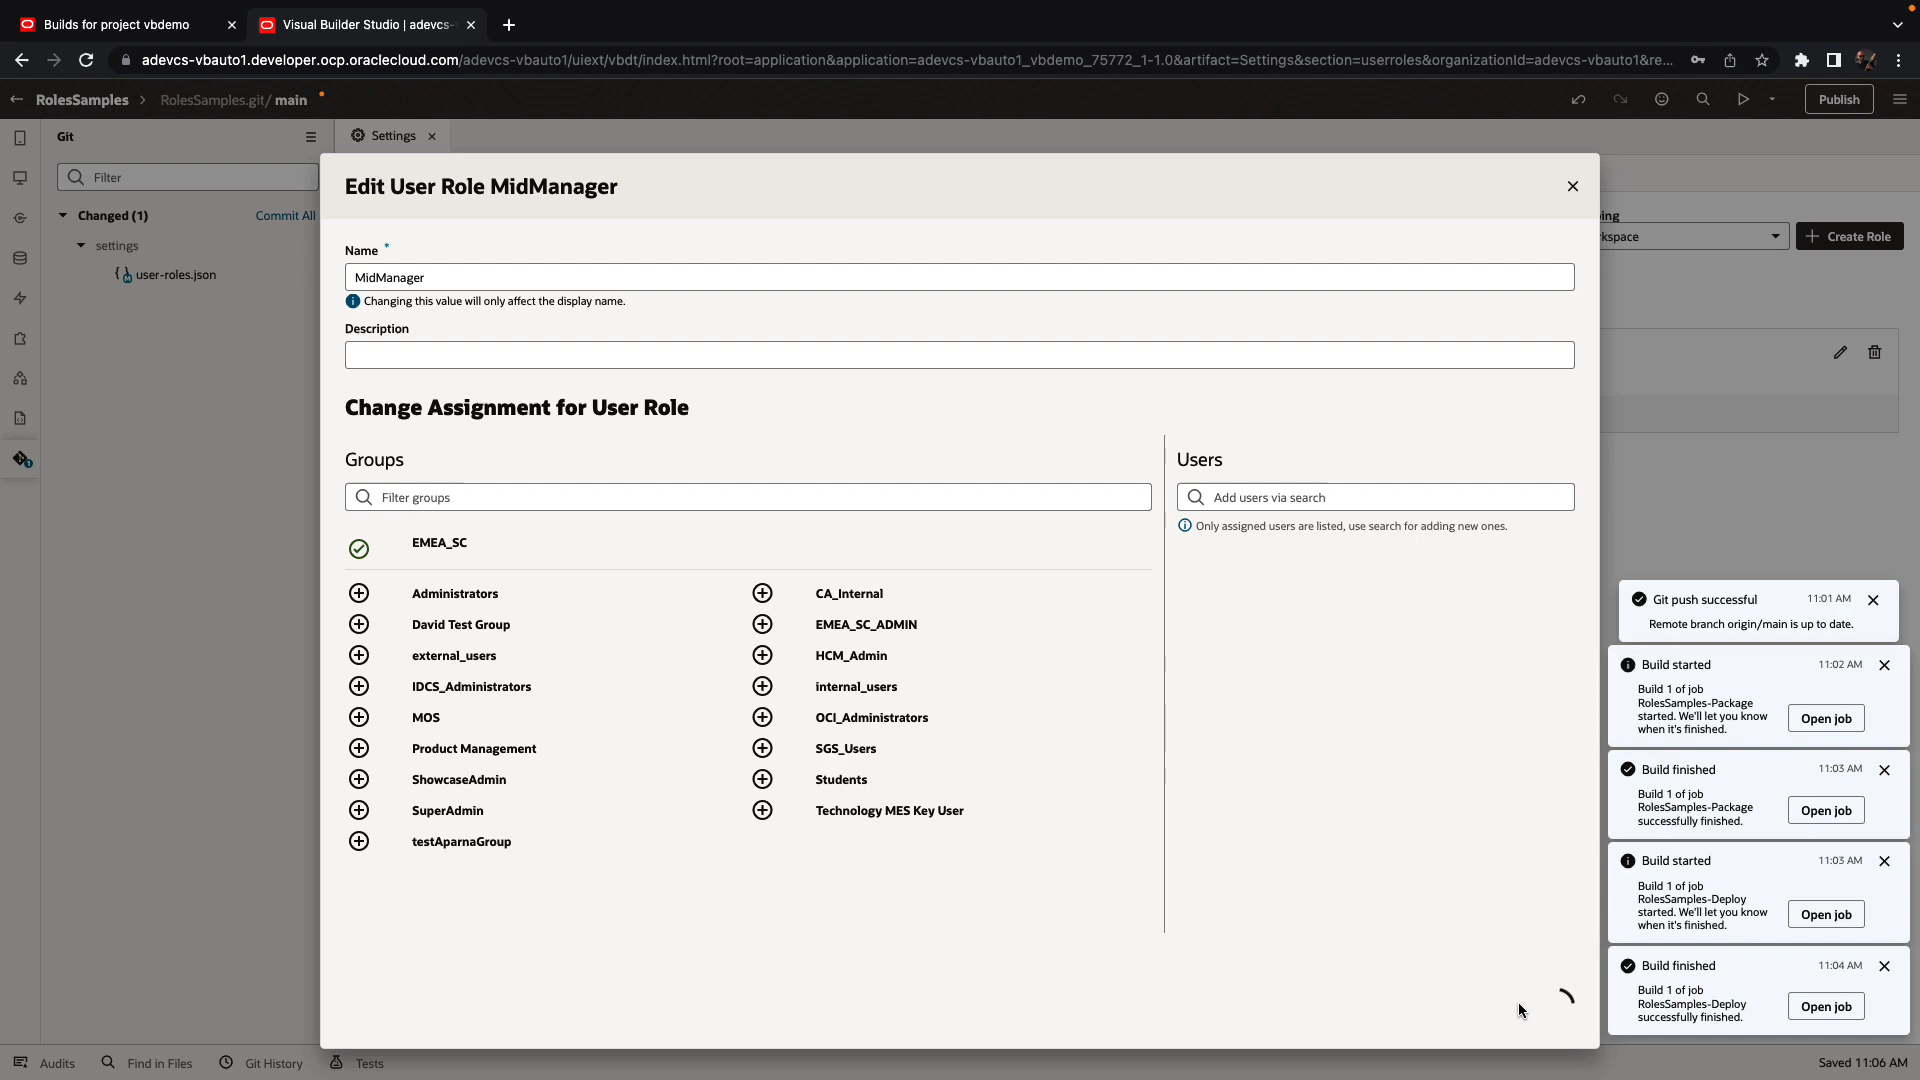 Builds for project vbdemo
Visual Builder Studio | adevcs-
adevcs-vbauto1.developer.ocp.oraclecloud.com/adevcs-vbauto1/uiext/vbdt/index.html?root=application&application=adevcs-vbauto1_vbdemo_75772_1-1.0&artifact=Settings&section=userroles&organizationId=adevcs-vbauto1&re...
RolesSamples > RolesSamples.git/ main
Publish
Git
Settings
Filter
Edit User Role MidManager
Changed (1)
Commit All
ping
kspace
Create Role
settings
user-roles.json
Name *
MidManager
Changing this value will only affect the display name.
Description
Change Assignment for User Role
Groups
Users
Filter groups
Add users via search
Only assigned users are listed, use search for adding new ones.
EMEA_SC
Administrators
CA_Internal
David Test Group
EMEA_SC_ADMIN
external_users
HCM_Admin
IDCS_Administrators
internal_users
MOS
OCI_Administrators
Product Management
SGS_Users
ShowcaseAdmin
Students
SuperAdmin
Technology MES Key User
testAparnaGroup
Git push successful 11:01 AM
Remote branch origin/main is up to date.
Build started 11:02 AM
Build 1 of job
RolesSamples-Package
started. We'll let you know
when it's finished.
Open job
Build finished 11:03 AM
Build 1 of job
RolesSamples-Package
successfully finished.
Open job
Build started 11:03 AM
Build 1 of job
RolesSamples-Deploy
started. We'll let you know
when it's finished.
Open job
Build finished 11:04 AM
Build 1 of job
RolesSamples-Deploy
successfully finished.
Open job
Audits
Find in Files
Git History
Tests
Saved 11:06 AM